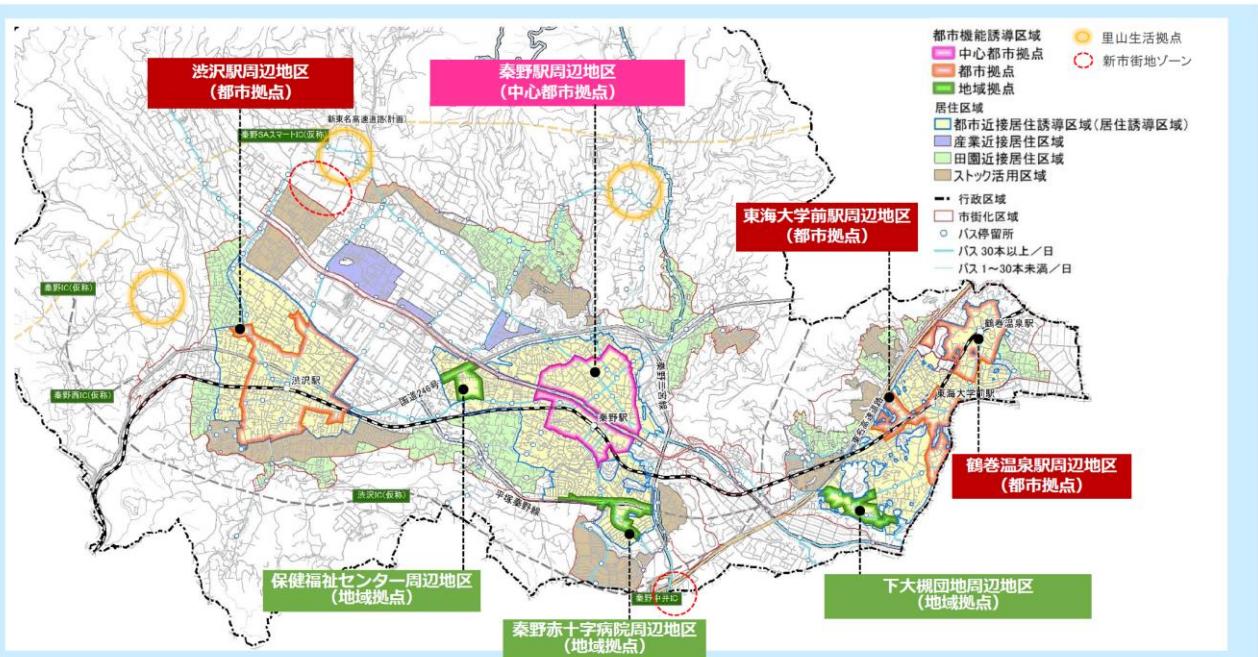 渋沢駅周辺地区
(都市拠点)
秦野駅周辺地区
(中心都市拠点)
都市機能誘導区域
中心都市拠点
都市拠点
地域拠点
居住区域
都市近接居住誘導区域(居住誘導区域)
産業近接居住区域
田園近接居住区域
ストック活用区域
行政区域
市街化区域
バス停留所
バス 30本以上/日
バス 1~30本未満/日
里山生活拠点
新市街地ゾーン
新東名高速道路(計画)
秦野SAスマートIC(仮称)
東海大学前駅周辺地区
(都市拠点)
秦野IC(仮称)
鶴巻温泉駅
渋沢駅
国道246号
秦野駅
東海大学前駅
秦野西IC(仮称)
鶴巻温泉駅周辺地区
(都市拠点)
渋沢IC(仮称)
平塚秦野線
保健福祉センター周辺地区
(地域拠点)
秦野中井IC
下大槻団地周辺地区
(地域拠点)
秦野赤十字病院周辺地区
(地域拠点)